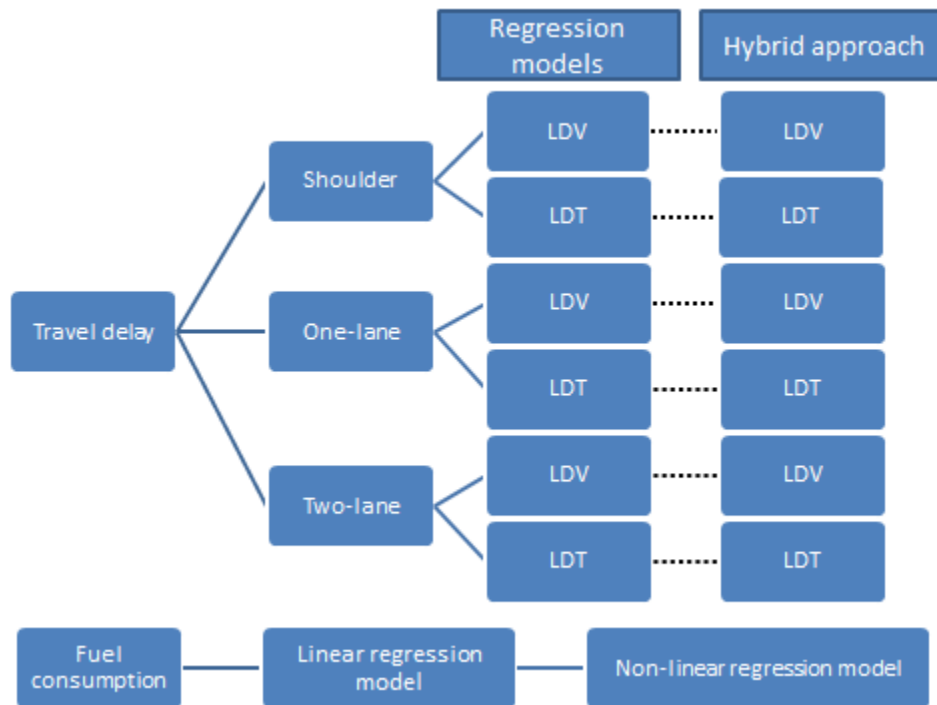 Regression
models
Hybrid approach
LDV
LDV
Shoulder
LDT
LDT
LDV
LDV
Travel delay
One-lane
LDT
LDT
LDV
LDV
Two-lane
LDT
LDT
Fuel
consumption
Linear regression
model
Non-linear regression model